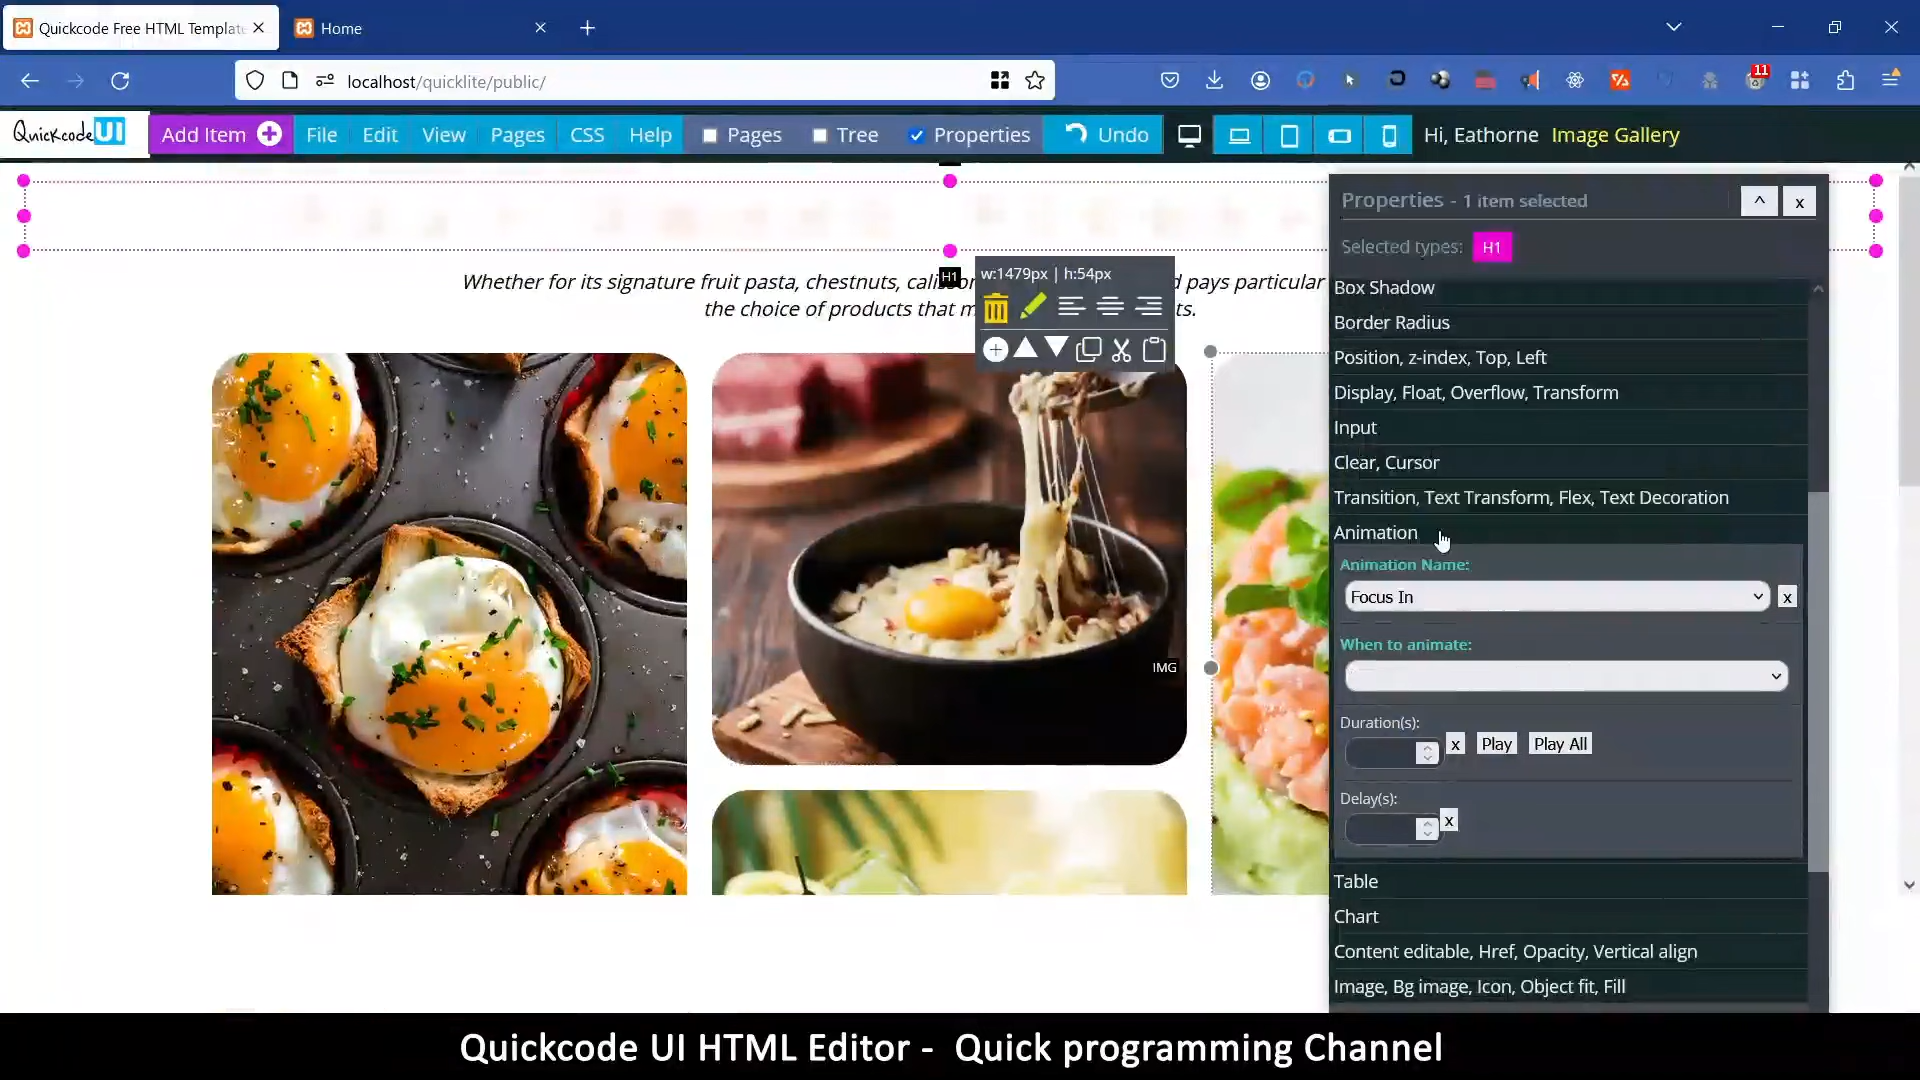 Quickcode Free HTML Template
Home
localhost/quicklite/public/
11
Quickcode UI
Add Item
File
Edit
View
Pages
CSS
Help
Pages
Tree
Properties
Undo
Hi, Eathorne
Image Gallery
Properties - 1 item selected
^
x
Selected types:
H1
H1
w:1479px | h:54px
Whether for its signature fruit pasta, chestnuts, calisson d pays particular
the choice of products that m ts.
IMG
Box Shadow
Border Radius
Position, z-index, Top, Left
Display, Float, Overflow, Transform
Input
Clear, Cursor
Transition, Text Transform, Flex, Text Decoration
Animation
Animation Name:
Focus In
x
When to animate:
Duration(s):
x
Play
Play All
Delay(s):
x
Table
Chart
Content editable, Href, Opacity, Vertical align
Image, Bg image, Icon, Object fit, Fill
Quickcode UI HTML Editor - Quick programming Channel